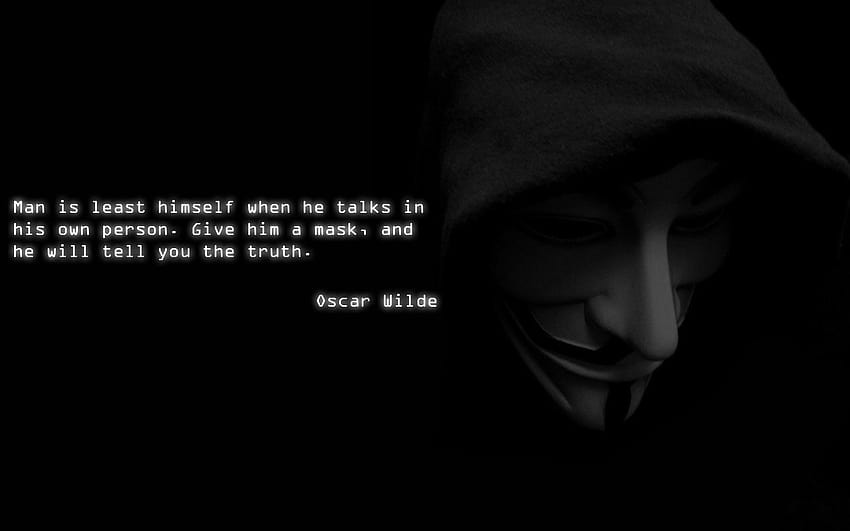 Man is least himself when he talks in
his own person. Give him a mask, and
he will tell you the truth.
Oscar Wilde